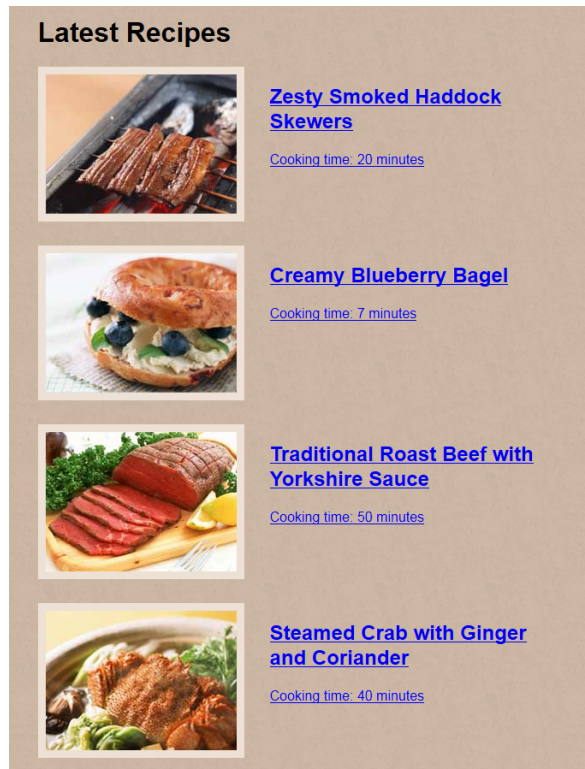 Latest Recipes
Zesty Smoked Haddock
Skewers
Cooking time: 20 minutes
Creamy Blueberry Bagel
Cooking time: 7 minutes
Traditional Roast Beef with
Yorkshire Sauce
Cooking time: 50 minutes
Steamed Crab with Ginger
and Coriander
Cooking time: 40 minutes